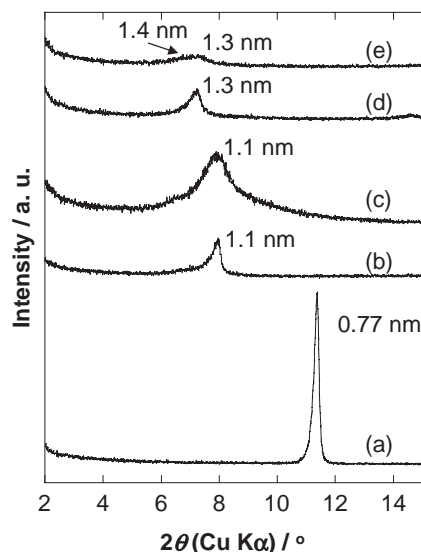 1.4 nm
1.3 nm
(e)
1.3 nm
(d)
1.1 nm
(c)
1.1 nm
(b)
0.77 nm
(a)
Intensity / a. u.
2 4 6 8 10 12 14
2θ (Cu Kα) / °